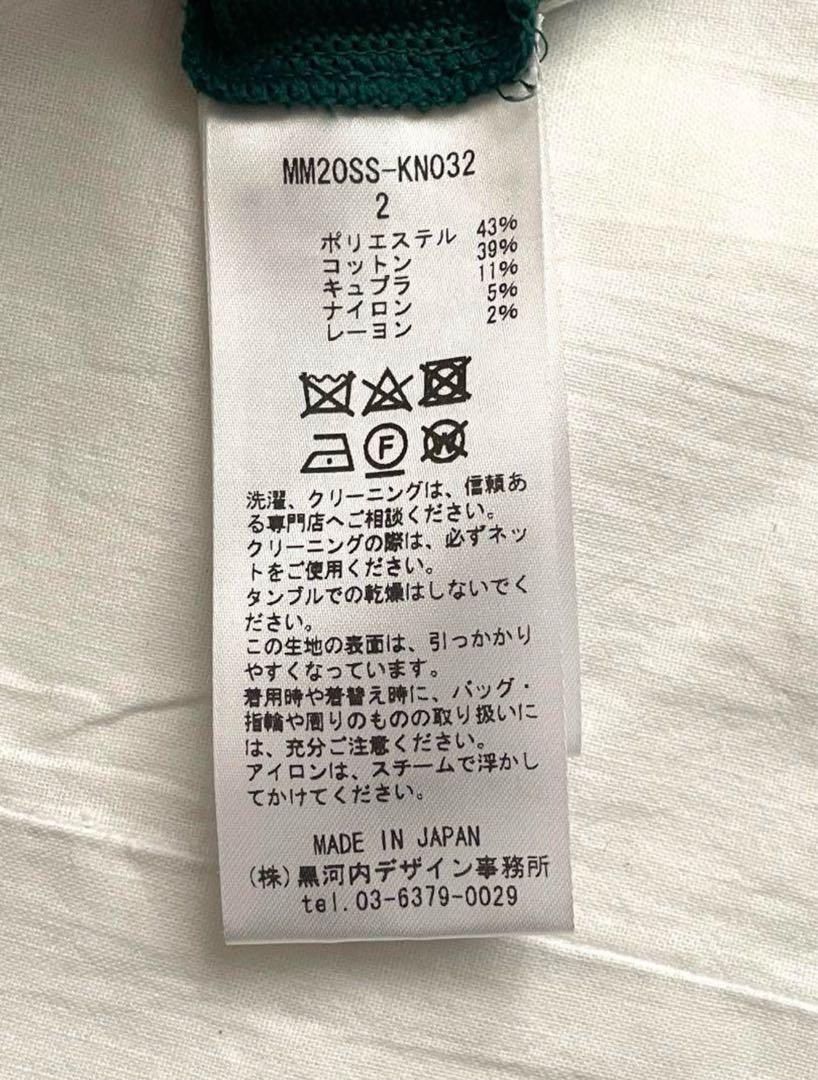 MM20SS-KN032
2
ポリエステル 43%
コットン 39%
キュプラ 11%
ナイロン 5%
レーヨン 2%
F W
洗濯、クリーニングは、信頼あ
る専門店へご相談ください。
クリーニングの際は、必ずネッ
トをご使用ください。
タンブルでの乾燥はしないでく
ださい。
この生地の表面は、引っかかり
やすくなっています。
着用時や着替え時に、バッグ・
指輪や周りのものの取り扱いに
は、充分ご注意ください。
アイロンは、スチームで浮かし
てかけてください。
MADE IN JAPAN
(株)黒河内デザイン事務所
tel.03-6379-0029